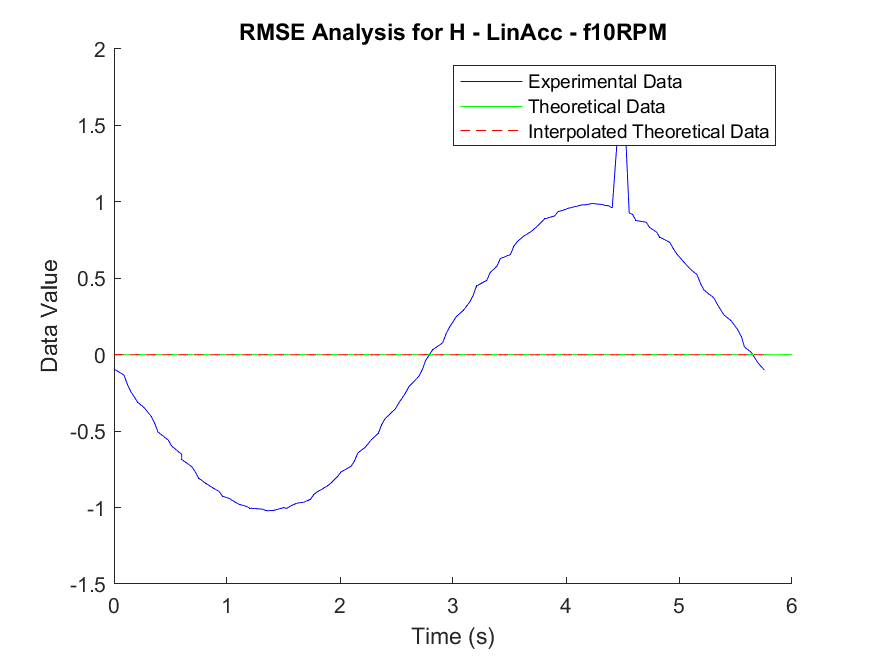 RMSE Analysis for H - LinAcc - f10RPM
Experimental Data
Theoretical Data
Interpolated Theoretical Data
Data Value
2
1.5
1
0.5
0
-0.5
-1
-1.5
0 1 2 3 4 5 6
Time (s)